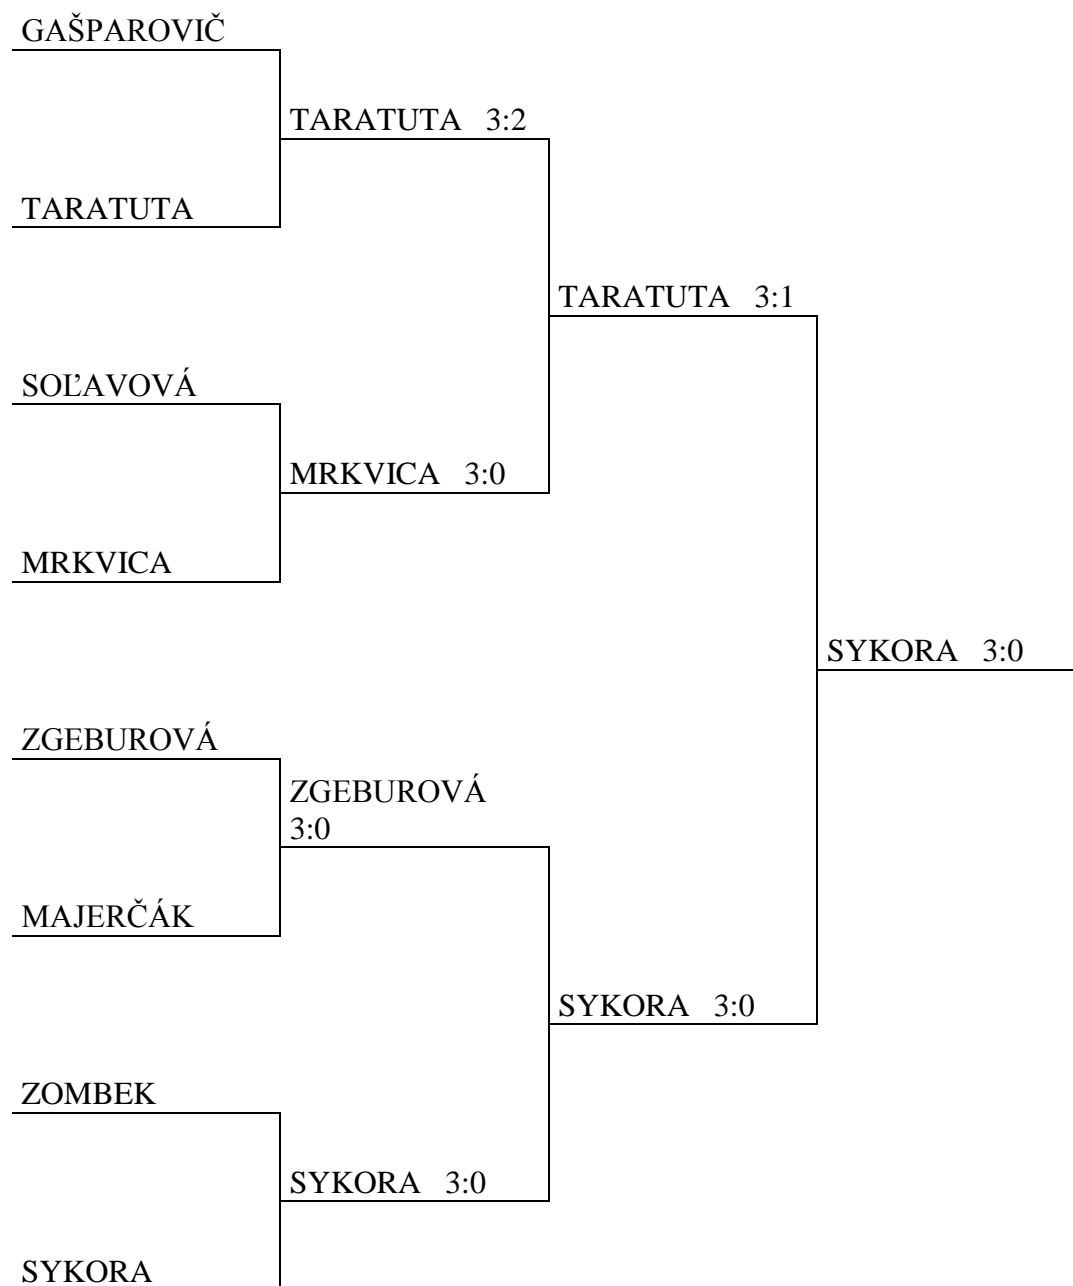 GAŠPAROVIČ
TARATUTA 3:2
TARATUTA
TARATUTA 3:1
SOĽAVOVÁ
MRKVICA 3:0
MRKVICA
SYKORA 3:0
ZGEBUROVÁ
ZGEBUROVÁ
3:0
MAJERČÁK
SYKORA 3:0
ZOMBEK
SYKORA 3:0
SYKORA